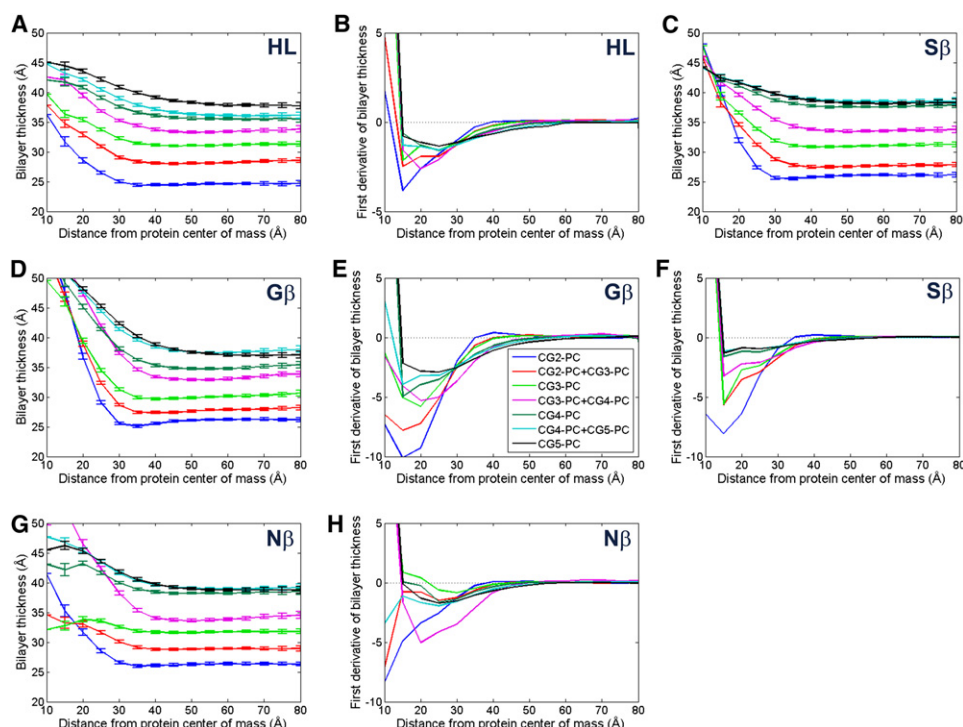 A
HL
Bilayer thickness (Å)
50
45
40
35
30
25
20
10 20 30 40 50 60 70 80
Distance from protein center of mass (Å)
B
HL
First derivative of bilayer thickness
5
0
-5
10 20 30 40 50 60 70 80
Distance from protein center of mass (Å)
C
Sβ
Bilayer thickness (Å)
50
45
40
35
30
25
20
10 20 30 40 50 60 70 80
Distance from protein center of mass (Å)
D
Gβ
Bilayer thickness (Å)
50
45
40
35
30
25
20
10 20 30 40 50 60 70 80
Distance from protein center of mass (Å)
E
Gβ
First derivative of bilayer thickness
5
0
-5
-10
CG2-PC
CG2-PC+CG3-PC
CG3-PC
CG3-PC+CG4-PC
CG4-PC
CG4-PC+CG5-PC
CG5-PC
10 20 30 40 50 60 70 80
Distance from protein center of mass (Å)
F
Sβ
First derivative of bilayer thickness
5
0
-5
-10
10 20 30 40 50 60 70 80
Distance from protein center of mass (Å)
G
Nβ
Bilayer thickness (Å)
50
45
40
35
30
25
20
10 20 30 40 50 60 70 80
Distance from protein center of mass (Å)
H
Nβ
First derivative of bilayer thickness
5
0
-5
-10
10 20 30 40 50 60 70 80
Distance from protein center of mass (Å)